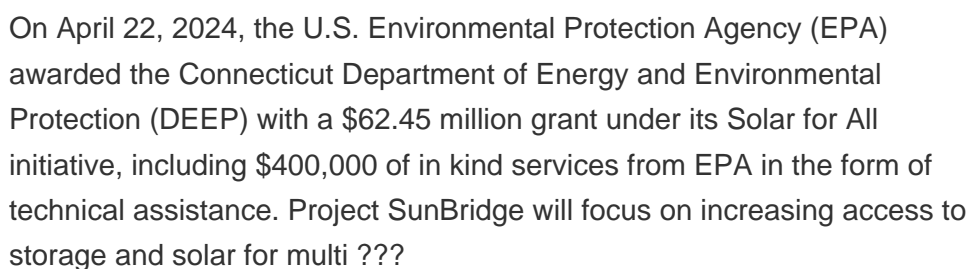 On April 22, 2024, the U.S. Environmental Protection Agency (EPA)
awarded the Connecticut Department of Energy and Environmental
Protection (DEEP) with a $62.45 million grant under its Solar for All
initiative, including $400,000 of in kind services from EPA in the form of
technical assistance. Project SunBridge will focus on increasing access to
storage and solar for multi ???